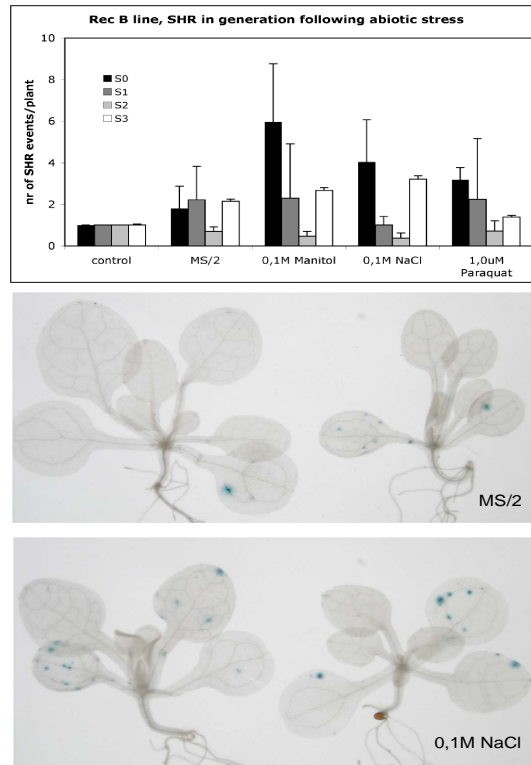 Rec B line, SHR in generation following abiotic stress
nr of SHR events/plant
10
8
6
4
2
0
S0
S1
S2
S3
control
MS/2
0,1M Manitol
0,1M NaCl
1,0uM
Paraquat
MS/2
0,1M NaCl